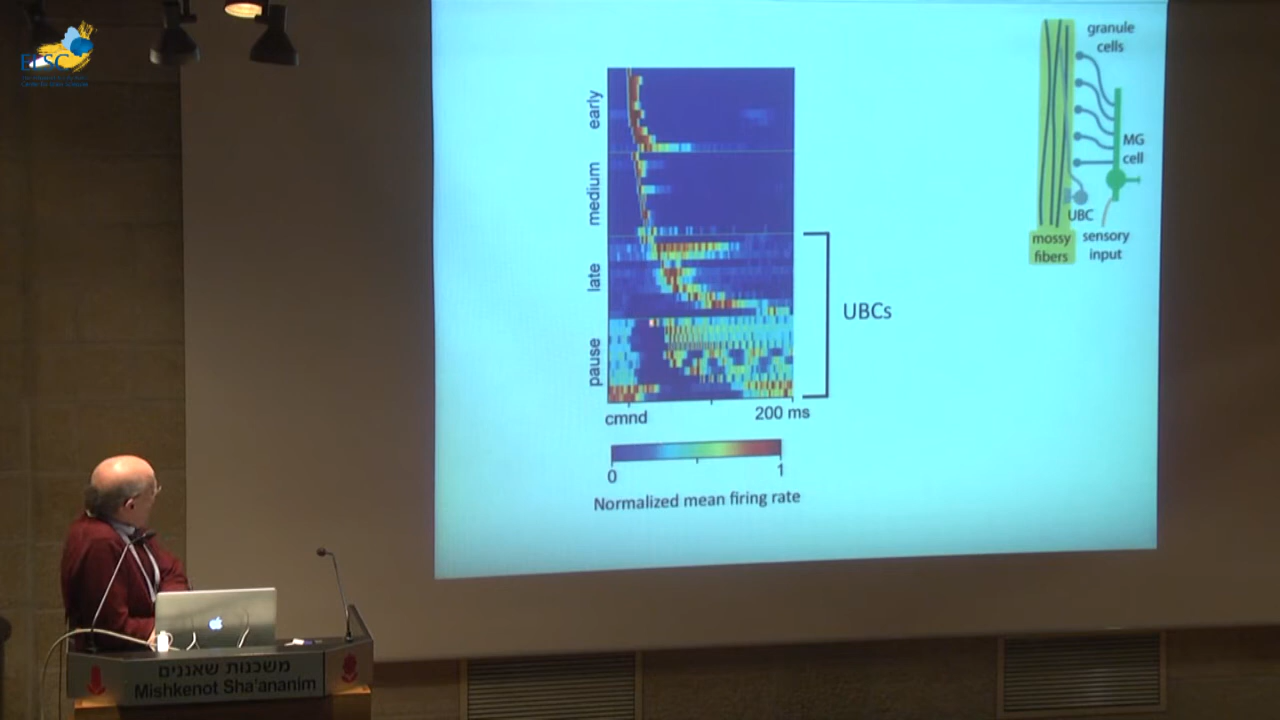 ELSC
early
medium
late
pause
cmnd
200 ms
UBCs
0
1
Normalized mean firing rate
granule
cells
MG
cell
UBC
mossy
fibers
sensory
input
משכנות שאננים
Mishkenot Sha'ananim